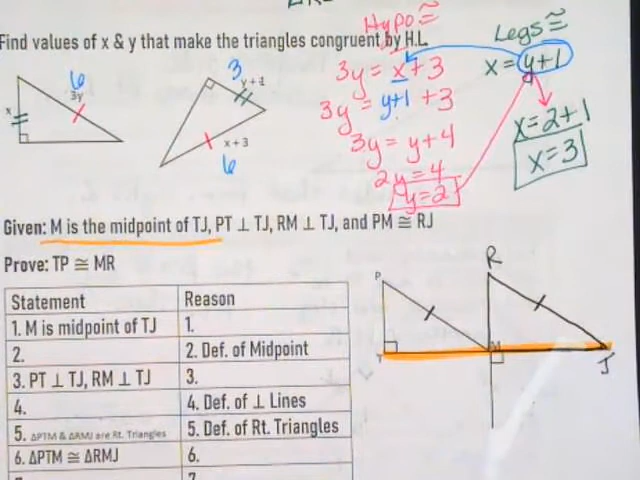 Hypo ≅
Legs ≅
Find values of x & y that make the triangles congruent by H.L.
3y = x+3
x = y+1
3y = y+1 +3
3y = y+4
2y = 4
y=2
x=2+1
x=3
6
3y
x
3
y+1
x+3
6
Given: M is the midpoint of TJ, PT ⊥ TJ, RM ⊥ TJ, and PM ≅ RJ
Prove: TP ≅ MR
Statement Reason
1. M is midpoint of TJ 1.
2. 2. Def. of Midpoint
3. PT ⊥ TJ, RM ⊥ TJ 3.
4. 4. Def. of ⊥ Lines
5. ΔPTM & ΔRMJ are Rt. Triangles 5. Def. of Rt. Triangles
6. ΔPTM ≅ ΔRMJ 6.
R
P
T
M
J